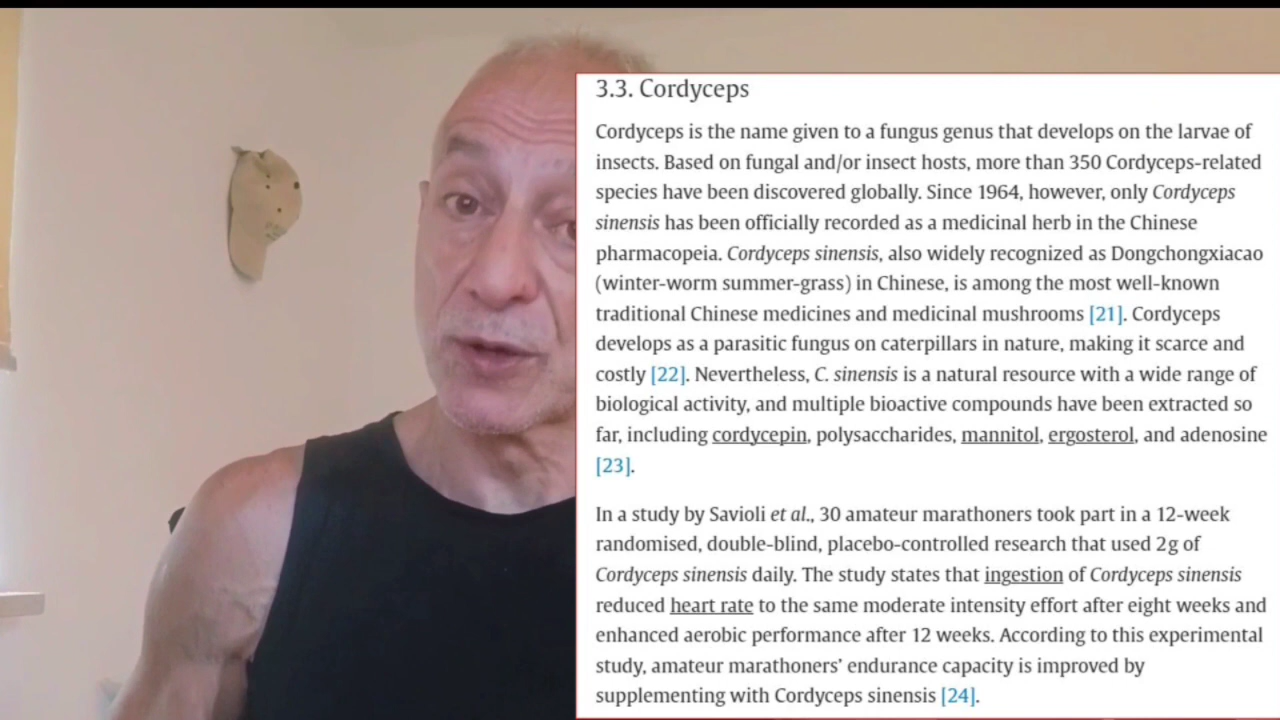 3.3. Cordyceps
Cordyceps is the name given to a fungus genus that develops on the larvae of
insects. Based on fungal and/or insect hosts, more than 350 Cordyceps-related
species have been discovered globally. Since 1964, however, only Cordyceps
sinensis has been officially recorded as a medicinal herb in the Chinese
pharmacopeia. Cordyceps sinensis, also widely recognized as Dongchongxiacao
(winter-worm summer-grass) in Chinese, is among the most well-known
traditional Chinese medicines and medicinal mushrooms [21]. Cordyceps
develops as a parasitic fungus on caterpillars in nature, making it scarce and
costly [22]. Nevertheless, C. sinensis is a natural resource with a wide range of
biological activity, and multiple bioactive compounds have been extracted so
far, including cordycepin, polysaccharides, mannitol, ergosterol, and adenosine
[23].
In a study by Savioli et al., 30 amateur marathoners took part in a 12-week
randomised, double-blind, placebo-controlled research that used 2g of
Cordyceps sinensis daily. The study states that ingestion of Cordyceps sinensis
reduced heart rate to the same moderate intensity effort after eight weeks and
enhanced aerobic performance after 12 weeks. According to this experimental
study, amateur marathoners' endurance capacity is improved by
supplementing with Cordyceps sinensis [24].